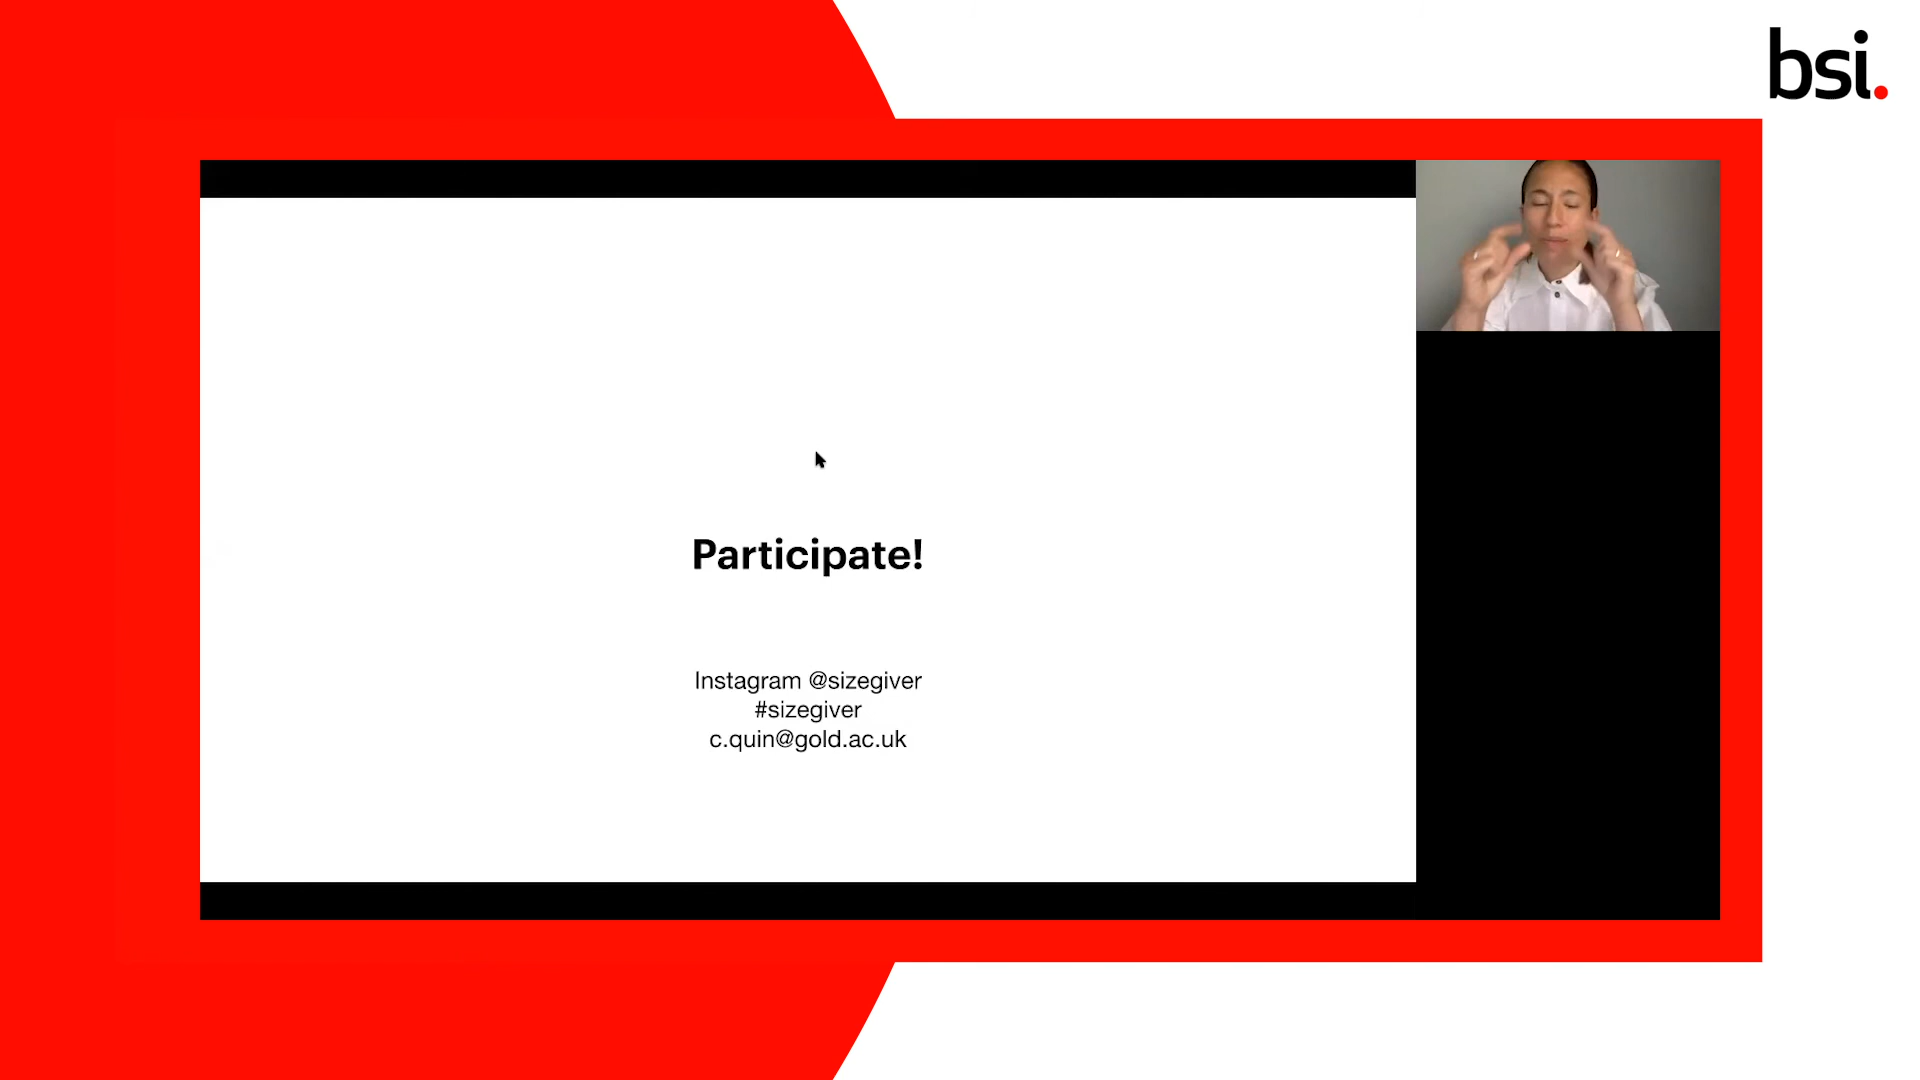 bsi.
Participate!
Instagram @sizegiver
#sizegiver
c.quin@gold.ac.uk